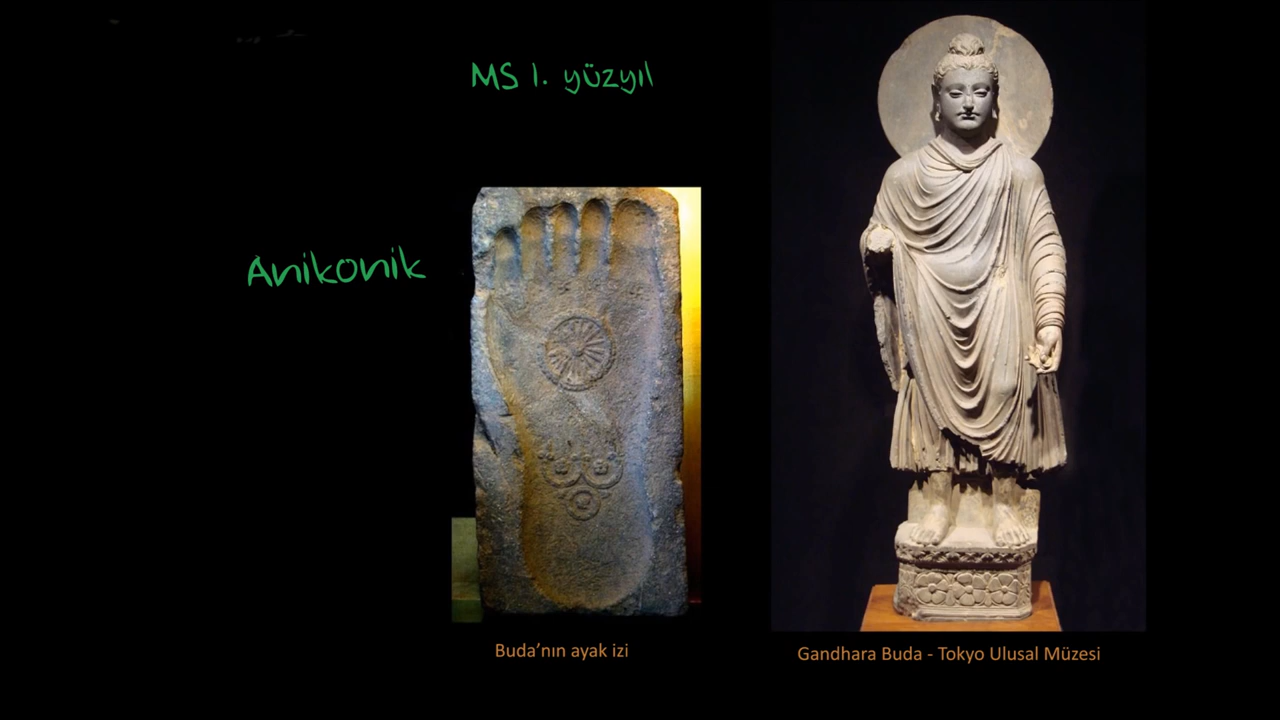 MS 1. yüzyıl
Anikonik
Buda’nın ayak izi
Gandhara Buda - Tokyo Ulusal Müzesi